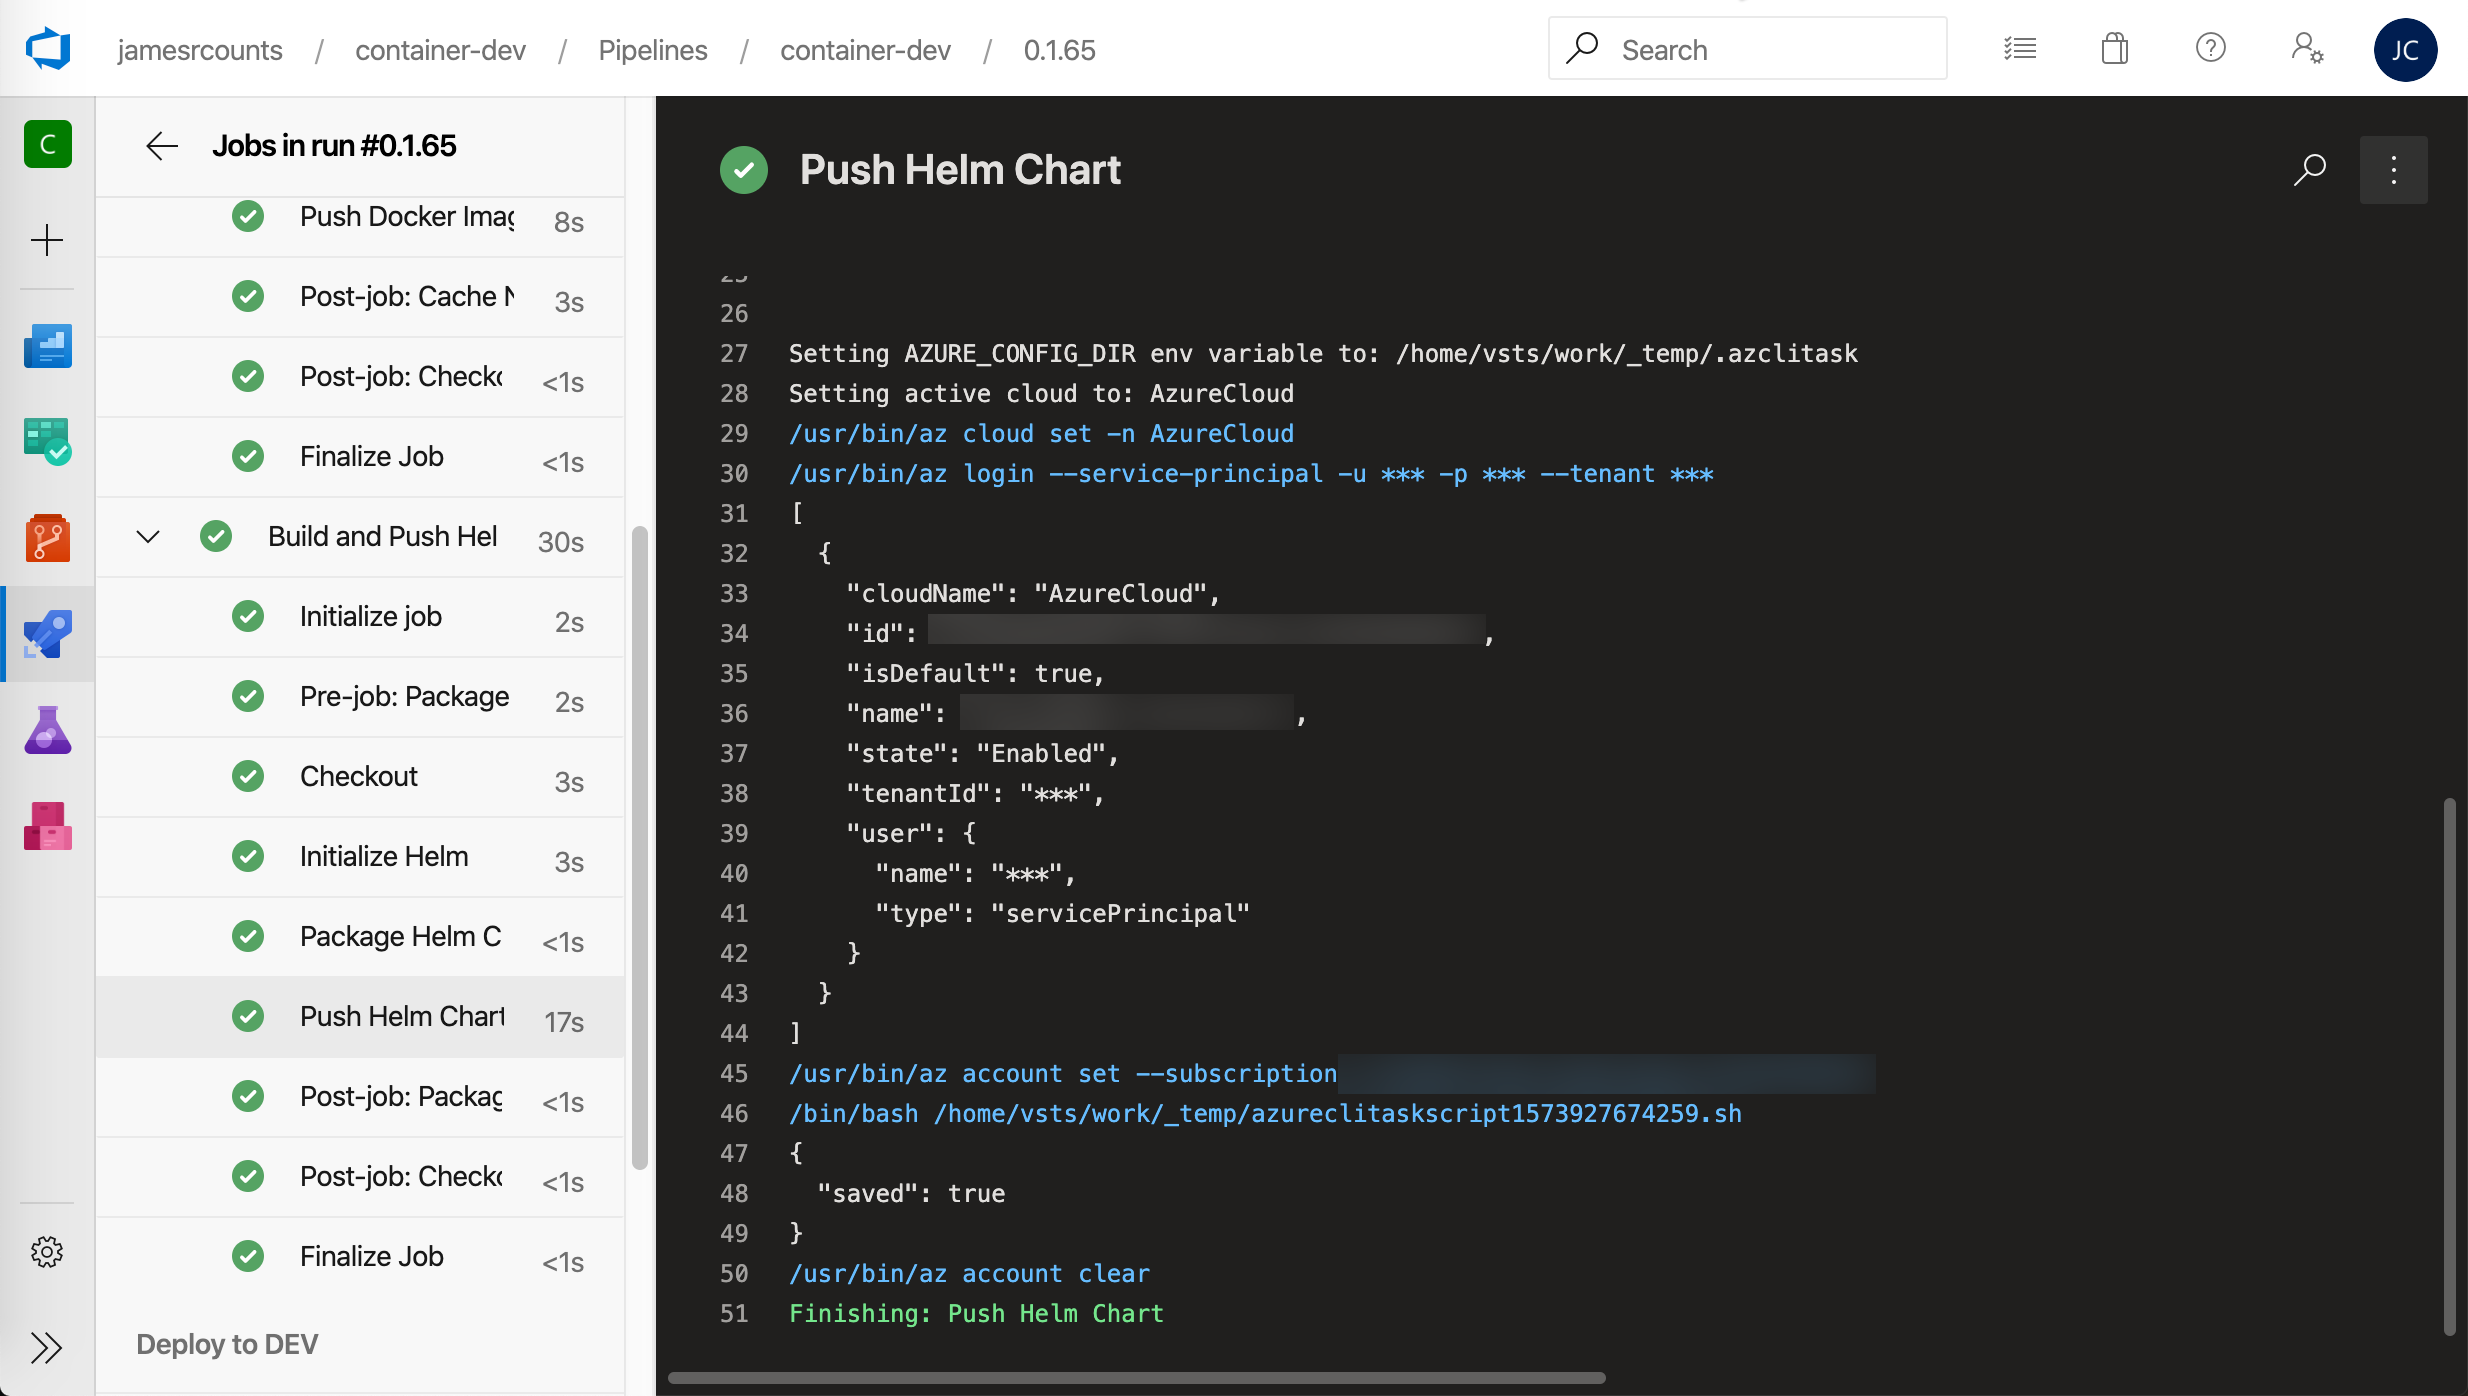 jamesrcounts / container-dev / Pipelines / container-dev / 0.1.65
Search
JC
C
Jobs in run #0.1.65
Push Docker Imag 8s
Post-job: Cache N 3s
Post-job: Checko <1s
Finalize Job <1s
Build and Push Hel 30s
Initialize job 2s
Pre-job: Package 2s
Checkout 3s
Initialize Helm 3s
Package Helm C <1s
Push Helm Chart 17s
Post-job: Packag <1s
Post-job: Checko <1s
Finalize Job <1s
Deploy to DEV
Push Helm Chart
25
26
27 Setting AZURE_CONFIG_DIR env variable to: /home/vsts/work/_temp/.azclitask
28 Setting active cloud to: AzureCloud
29 /usr/bin/az cloud set -n AzureCloud
30 /usr/bin/az login --service-principal -u *** -p *** --tenant ***
31 [
32 {
33 "cloudName": "AzureCloud",
34 "id": ,
35 "isDefault": true,
36 "name": ,
37 "state": "Enabled",
38 "tenantId": "***",
39 "user": {
40 "name": "***",
41 "type": "servicePrincipal"
42 }
43 }
44 ]
45 /usr/bin/az account set --subscription
46 /bin/bash /home/vsts/work/_temp/azureclitaskscript1573927674259.sh
47 {
48 "saved": true
49 }
50 /usr/bin/az account clear
51 Finishing: Push Helm Chart